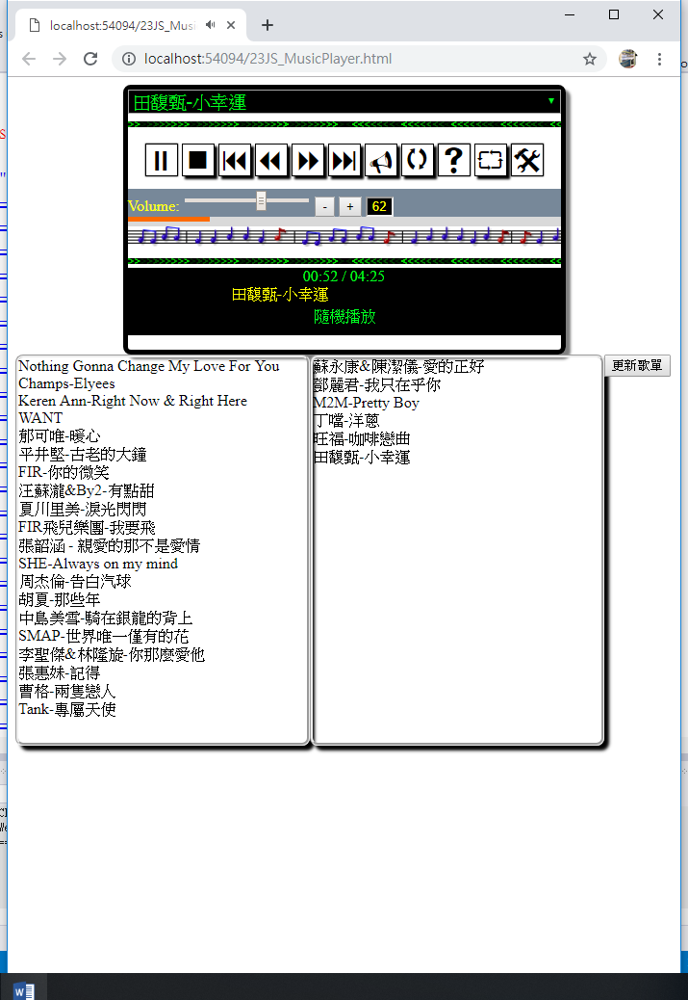 localhost:54094/23JS_Musi
localhost:54094/23JS_MusicPlayer.html
田馥甄-小幸運
Volume:
-
+
62
00:52 / 04:25
田馥甄-小幸運
隨機播放
Nothing Gonna Change My Love For You
Champs-Elyees
Keren Ann-Right Now & Right Here
WANT
郁可唯-暖心
平井堅-古老的大鐘
FIR-你的微笑
汪蘇瀧&By2-有點甜
夏川里美-淚光閃閃
FIR飛兒樂團-我要飛
張韶涵 - 親愛的那不是愛情
SHE-Always on my mind
周杰倫-告白汽球
胡夏-那些年
中島美雪-騎在銀龍的背上
SMAP-世界唯一僅有的花
李聖傑&林隆旋-你那麼愛他
張惠妹-記得
曹格-兩隻戀人
Tank-專屬天使
蘇永康&陳潔儀-愛的正好
鄧麗君-我只在乎你
M2M-Pretty Boy
丁噹-洋蔥
旺福-咖啡戀曲
田馥甄-小幸運
更新歌單